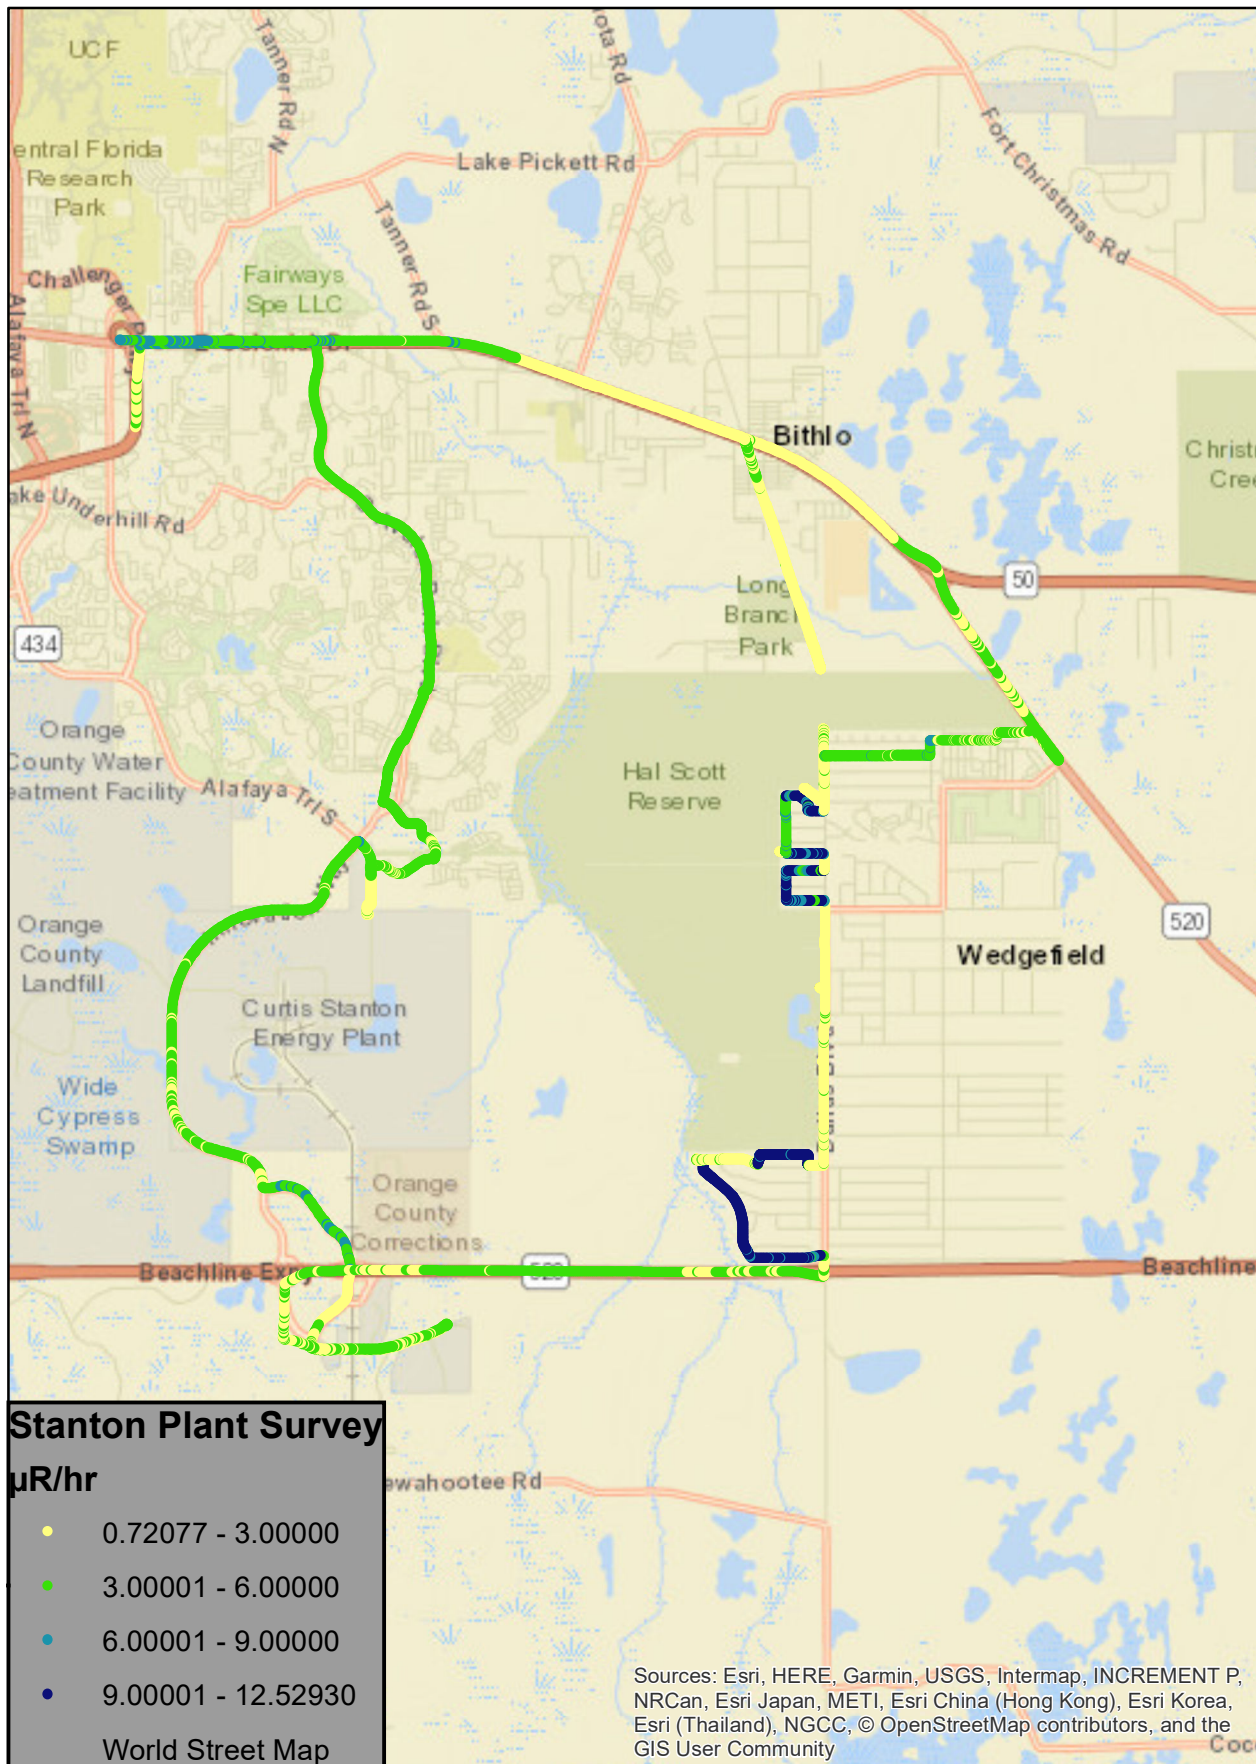 UCF
Tanner Rd N
Lake Pickett Rd
Fort Christmas Rd
entral Florida
Research
Park
Tanner Rd S
Challenger
Fairways
Spe LLC
Alafaya Trl N
Bithlo
Christ
Cree
ake Underhill Rd
50
Long
Branc
Park
434
Orange
County Water
eatment Facility
Alafaya Trl S
Hal Scott
Reserve
520
Orange
County
Landfill
Wedgefield
Curtis Stanton
Energy Plant
Wide
Cypress
Swamp
Orange
County
Corrections
Beachline Expy
528
Beachline
Stanton Plant Survey
µR/hr
0.72077 - 3.00000
3.00001 - 6.00000
6.00001 - 9.00000
9.00001 - 12.52930
World Street Map
ewahootee Rd
Sources: Esri, HERE, Garmin, USGS, Intermap, INCREMENT P,
NRCan, Esri Japan, METI, Esri China (Hong Kong), Esri Korea,
Esri (Thailand), NGCC, © OpenStreetMap contributors, and the
GIS User Community
Coc